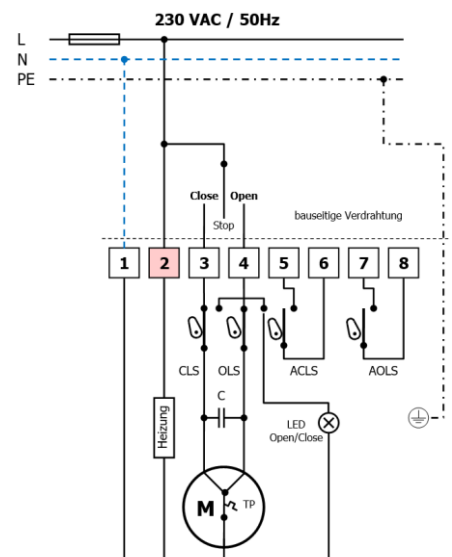 230 VAC / 50Hz
L
N
PE
Close Open
Stop
bauseitige Verdrahtung
1 2 3 4 5 6 7 8
CLS OLS ACLS AOLS
C
Heizung
LED
Open/Close
M TP